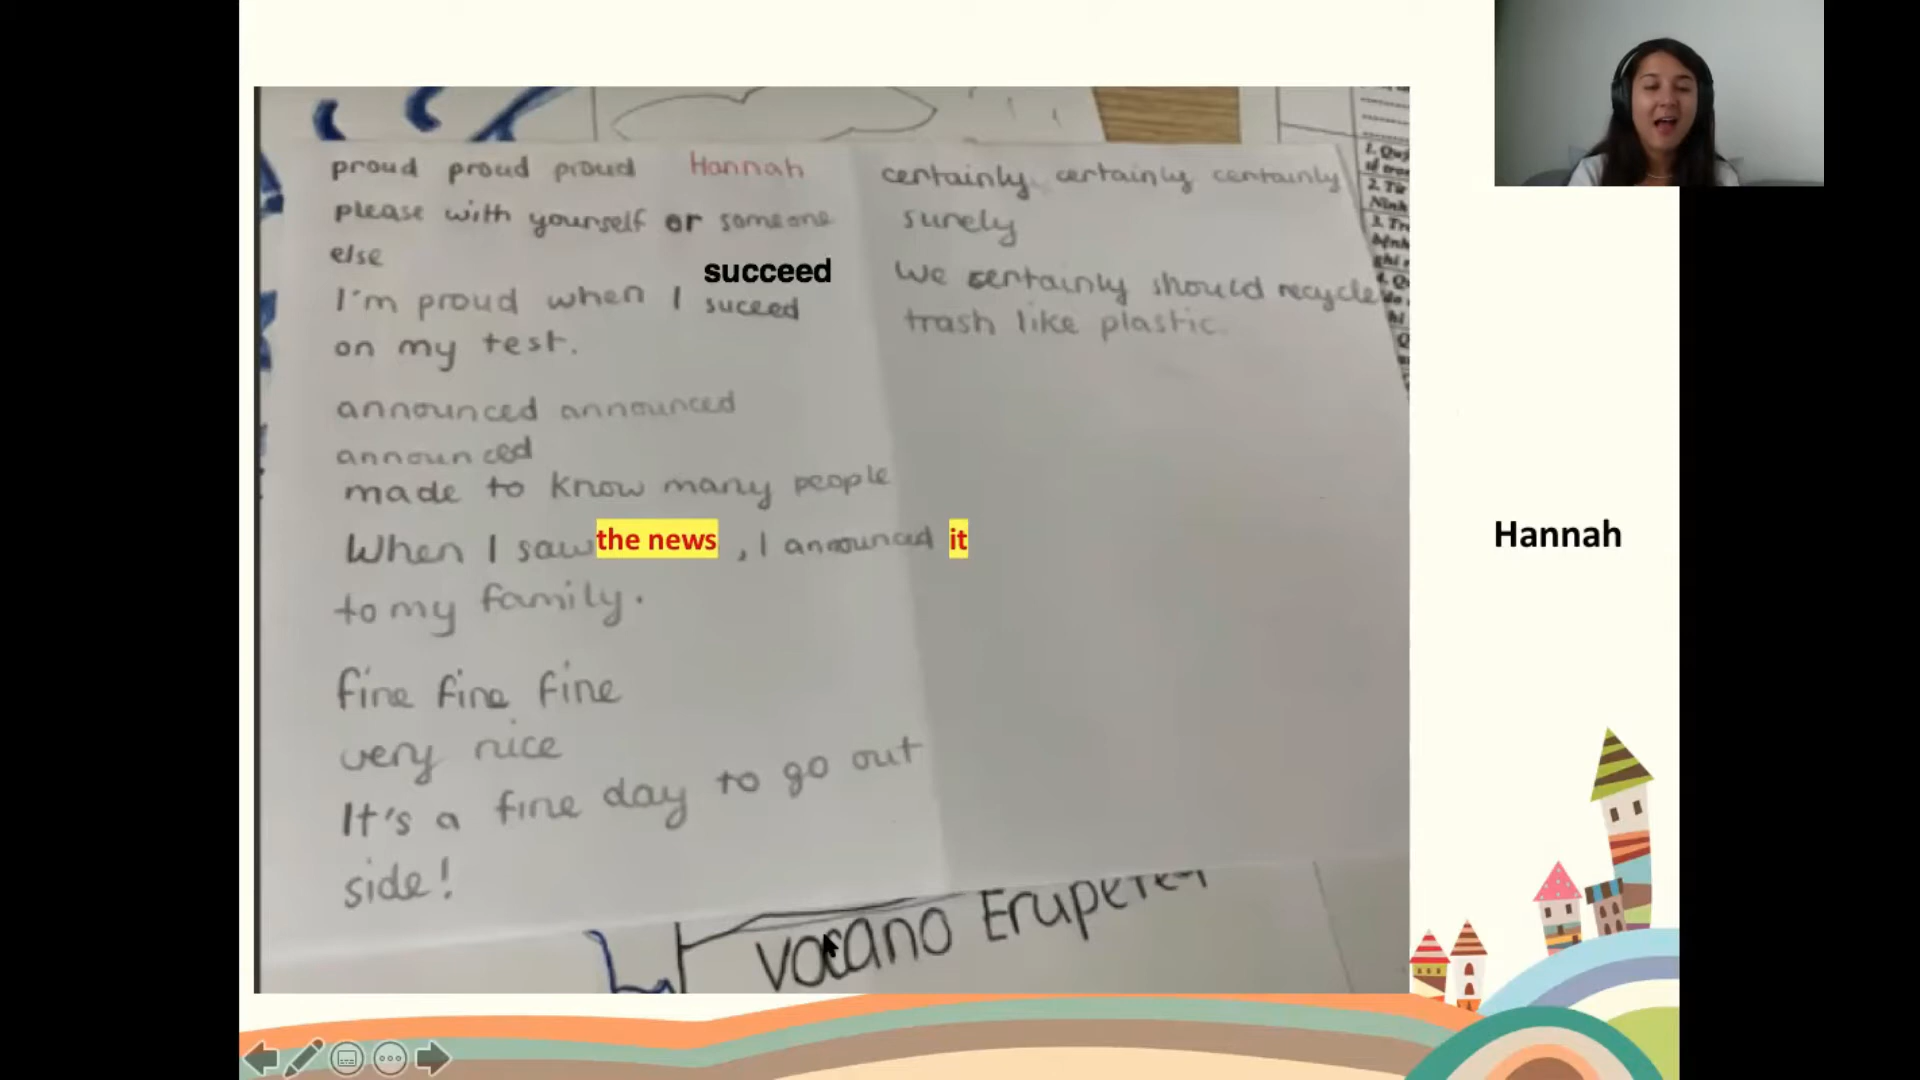 proud proud proud Hannah
please with yourself or someone
else
succeed
I'm proud when I suceed
on my test.
announced announced
announced
made to know many people
When I saw the news , I announced it
to my family.
fine fine fine
very nice
It's a fine day to go out
side!
certainly, certainly certainly
surely
We certainly should recycle
trash like plastic.
Hannah
vocano Erupeted